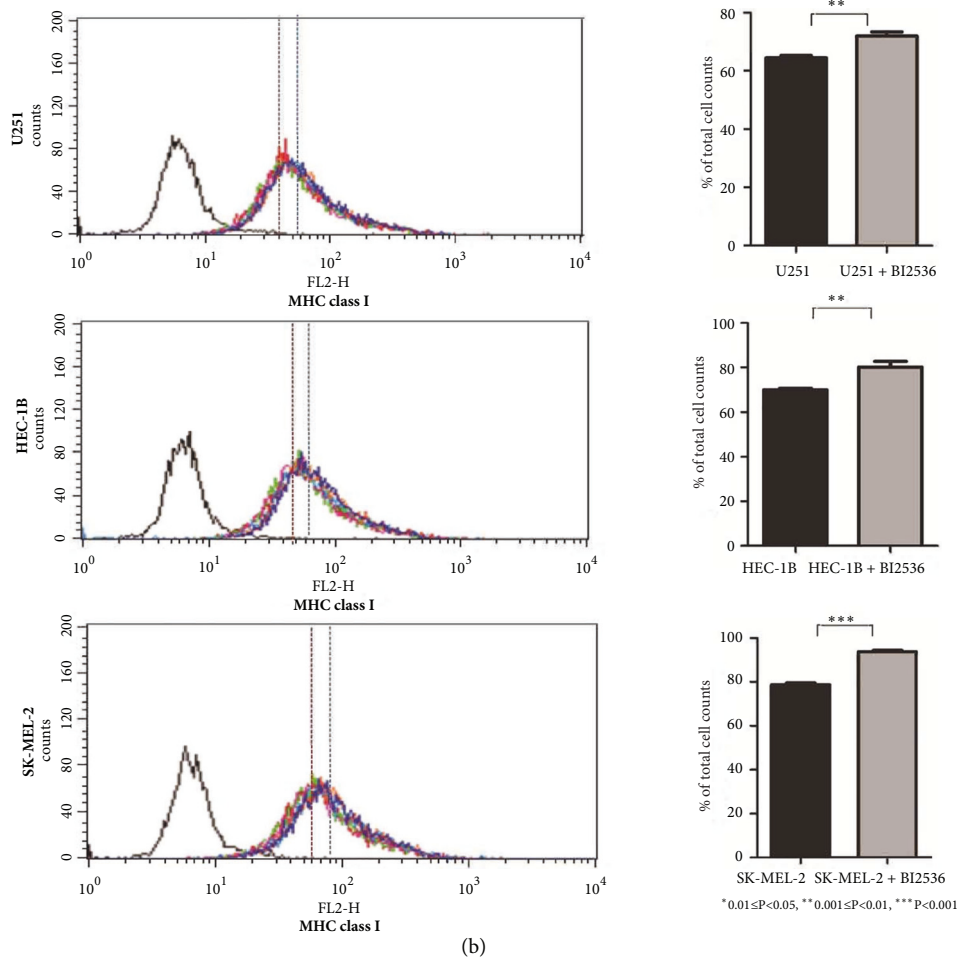 U251
counts
200
160
120
80
40
0
10^0 10^1 10^2 10^3 10^4
FL2-H
MHC class I
% of total cell counts
80
60
40
20
0
**
U251 U251 + BI2536
HEC-1B
counts
200
160
120
80
40
0
10^0 10^1 10^2 10^3 10^4
FL2-H
MHC class I
% of total cell counts
100
80
60
40
20
0
**
HEC-1B HEC-1B + BI2536
SK-MEL-2
counts
200
160
120
80
40
0
10^0 10^1 10^2 10^3 10^4
FL2-H
MHC class I
% of total cell counts
100
80
60
40
20
0
***
SK-MEL-2 SK-MEL-2 + BI2536
*0.01≤P<0.05, **0.001≤P<0.01, ***P<0.001
(b)